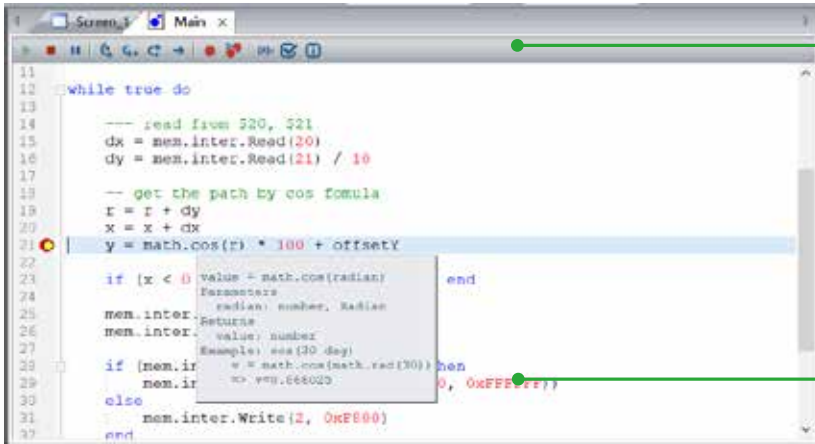 Screen_1 Main ×
11
12 while true do
13
14 --- read from $20, $21
15 dx = mem.inter.Read(20)
16 dy = mem.inter.Read(21) / 10
17
18 -- get the path by cos fomula
19 r = r + dy
20 x = x + dx
21 y = math.cos(r) * 100 + offsetY
22
23 if (x < 0 end
24
25 mem.inter.
26 mem.inter.
27
28 if (mem.in hen
29 mem.in 0, 0xFFFFFF))
30 else
31 mem.inter.Write(2, 0xF800)
32 end
value = math.cos(radian)
Parameters
radian: number, Radian
Returns
value: number
Example: cos(30 deg)
v = math.cos(math.rad(30))
=> v=0.866025